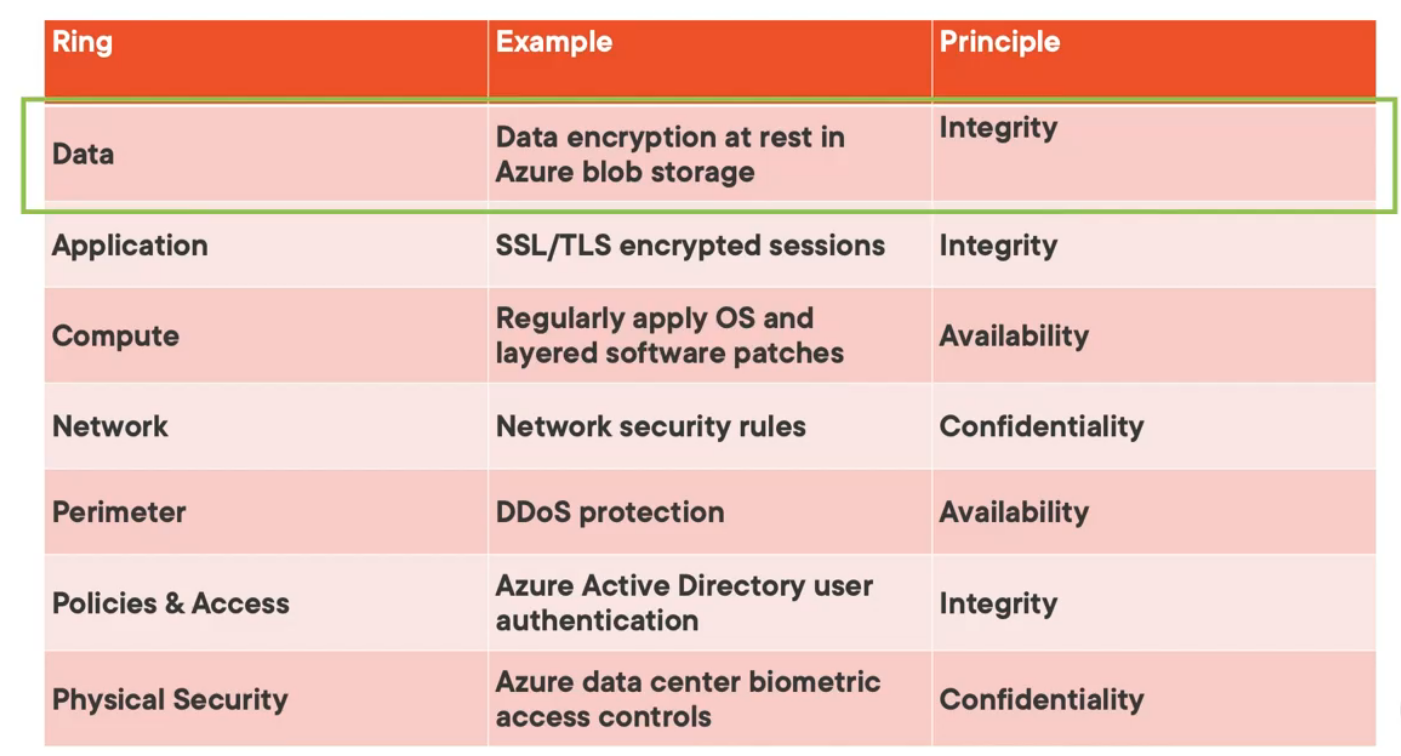 Ring Example Principle
Data Data encryption at rest in Integrity
Azure blob storage
Application SSL/TLS encrypted sessions Integrity
Compute Regularly apply OS and Availability
layered software patches
Network Network security rules Confidentiality
Perimeter DDoS protection Availability
Policies & Access Azure Active Directory user Integrity
authentication
Physical Security Azure data center biometric Confidentiality
access controls